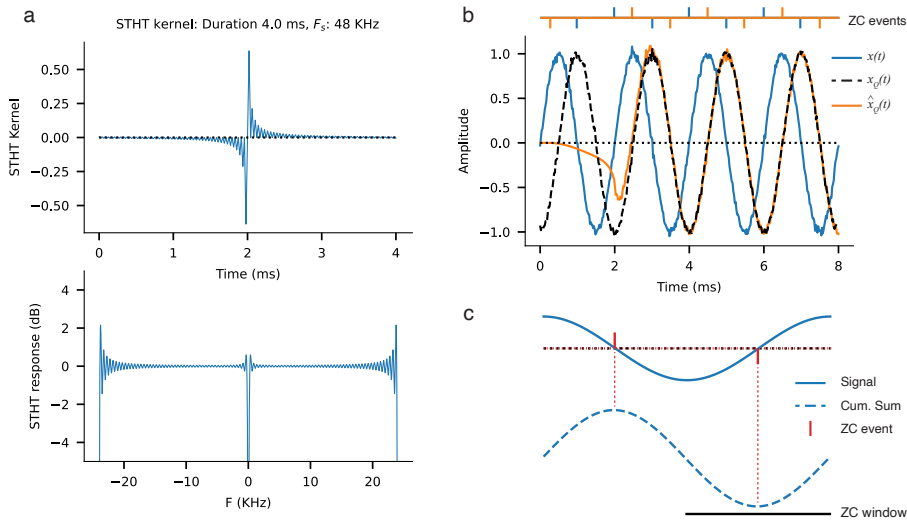 a
STHT kernel: Duration 4.0 ms, Fs: 48 KHz
STHT Kernel
0.50
0.25
0.00
−0.25
−0.50
0
1
2
3
4
Time (ms)
STHT response (dB)
4
2
0
−2
−4
−20
−10
0
10
20
F (KHz)
b
ZC events
Amplitude
1.0
0.5
0.0
−0.5
−1.0
0
2
4
6
8
Time (ms)
x(t)
xQ(t)
x̂Q(t)
c
Signal
Cum. Sum
ZC event
ZC window